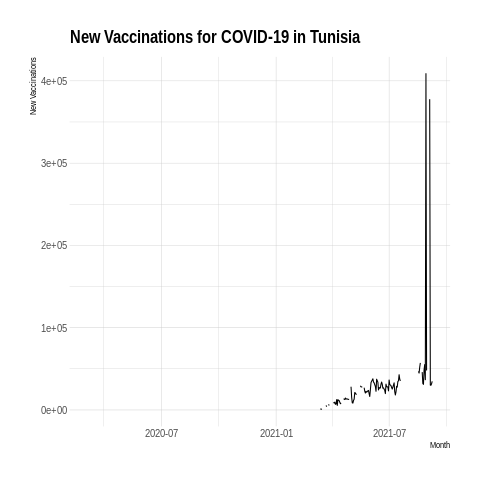 New Vaccinations for COVID-19 in Tunisia
New Vaccinations
4e+05
3e+05
2e+05
1e+05
0e+00
2020-07
2021-01
2021-07
Month